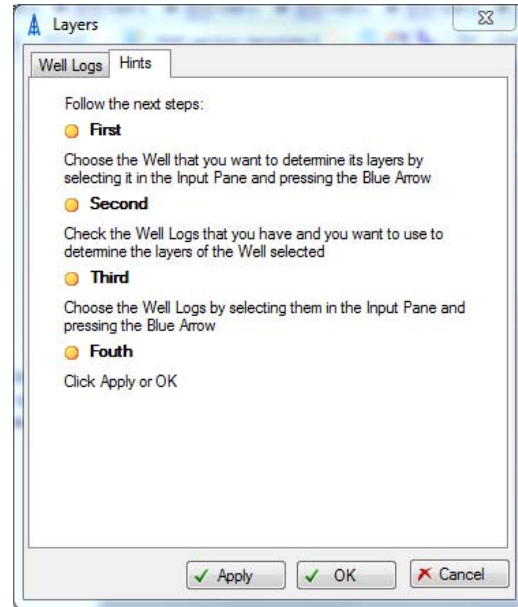 Layers
Well Logs Hints
Follow the next steps:
First
Choose the Well that you want to determine its layers by
selecting it in the Input Pane and pressing the Blue Arrow
Second
Check the Well Logs that you have and you want to use to
determine the layers of the Well selected
Third
Choose the Well Logs by selecting them in the Input Pane and
pressing the Blue Arrow
Fouth
Click Apply or OK
Apply OK Cancel